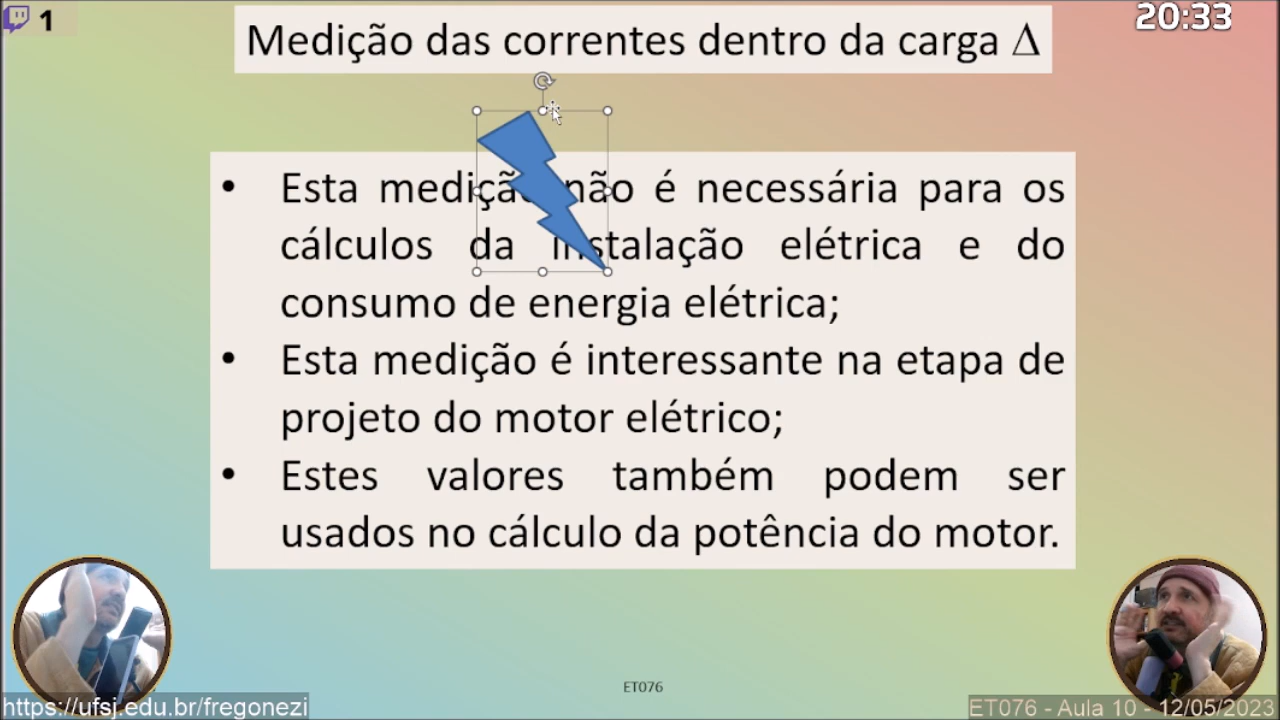 1
20:33
Medição das correntes dentro da carga Δ
• Esta medição não é necessária para os
cálculos da instalação elétrica e do
consumo de energia elétrica;
• Esta medição é interessante na etapa de
projeto do motor elétrico;
• Estes valores também podem ser
usados no cálculo da potência do motor.
ET076
https://ufsj.edu.br/fregonezi
ET076 - Aula 10 - 12/05/2023